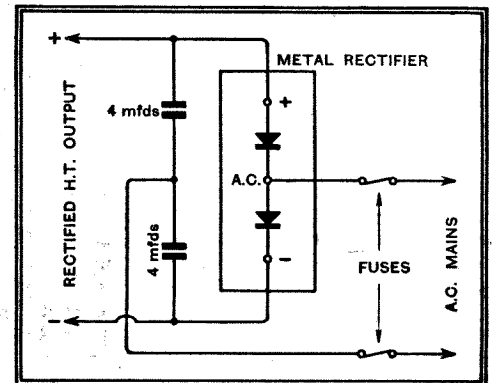 +
METAL RECTIFIER
4 mfds
+
RECTIFIED H.T. OUTPUT
A.C.
4 mfds
-
FUSES
A.C. MAINS
-